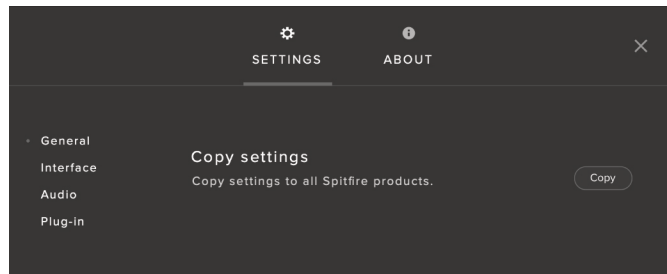 SETTINGS
ABOUT
General
Interface
Audio
Plug-in
Copy settings
Copy settings to all Spitfire products.
Copy